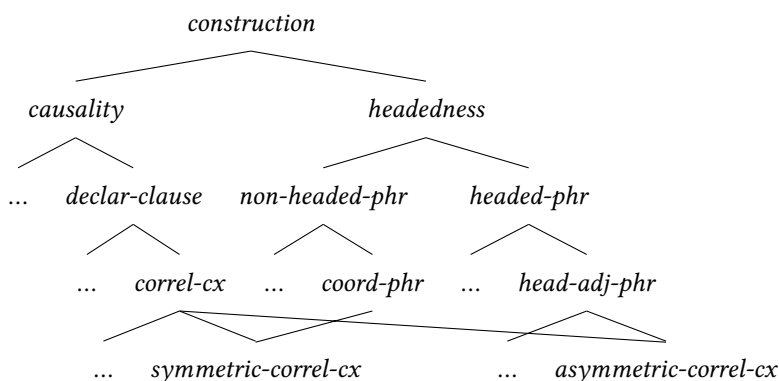 construction
causality headedness
... declar-clause non-headed-phr headed-phr
... correl-cx ... coord-phr ... head-adj-phr
... symmetric-correl-cx ... asymmetric-correl-cx